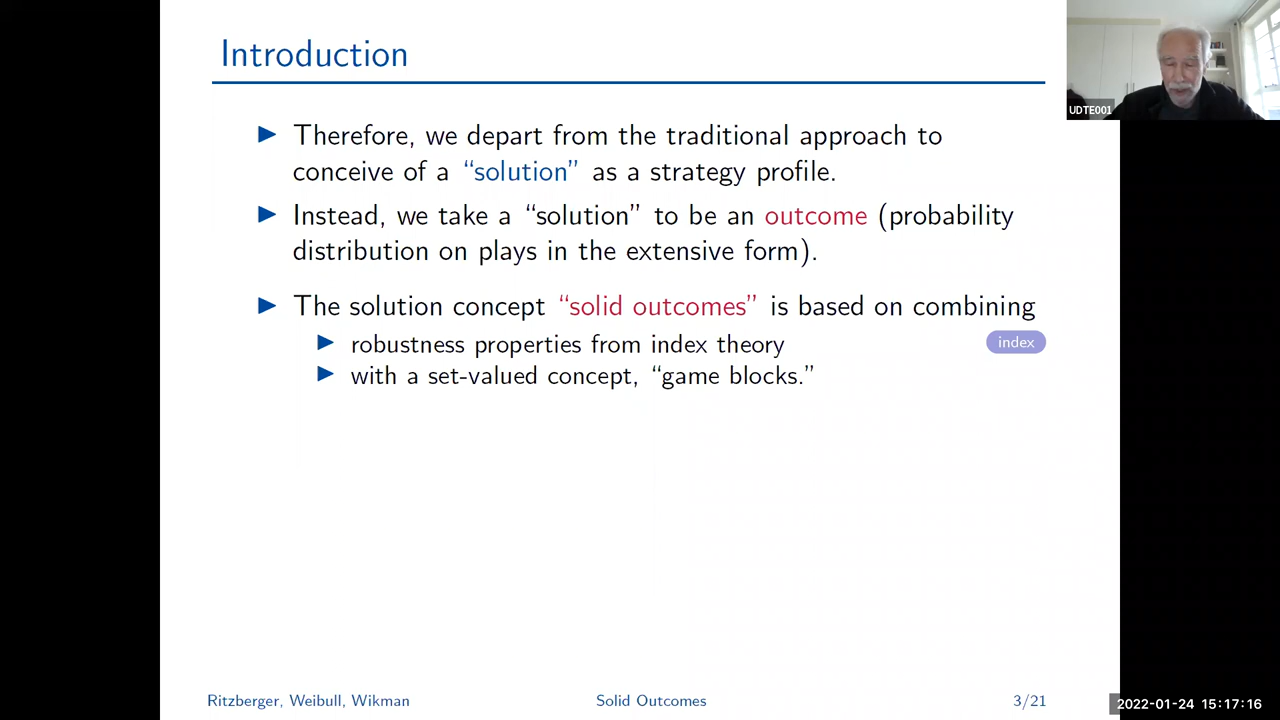 Introduction
UDTE001
Therefore, we depart from the traditional approach to
conceive of a “solution” as a strategy profile.
Instead, we take a “solution” to be an outcome (probability
distribution on plays in the extensive form).
The solution concept “solid outcomes” is based on combining
robustness properties from index theory
index
with a set-valued concept, “game blocks.”
Ritzberger, Weibull, Wikman
Solid Outcomes
3/21
2022-01-24 15:17:16